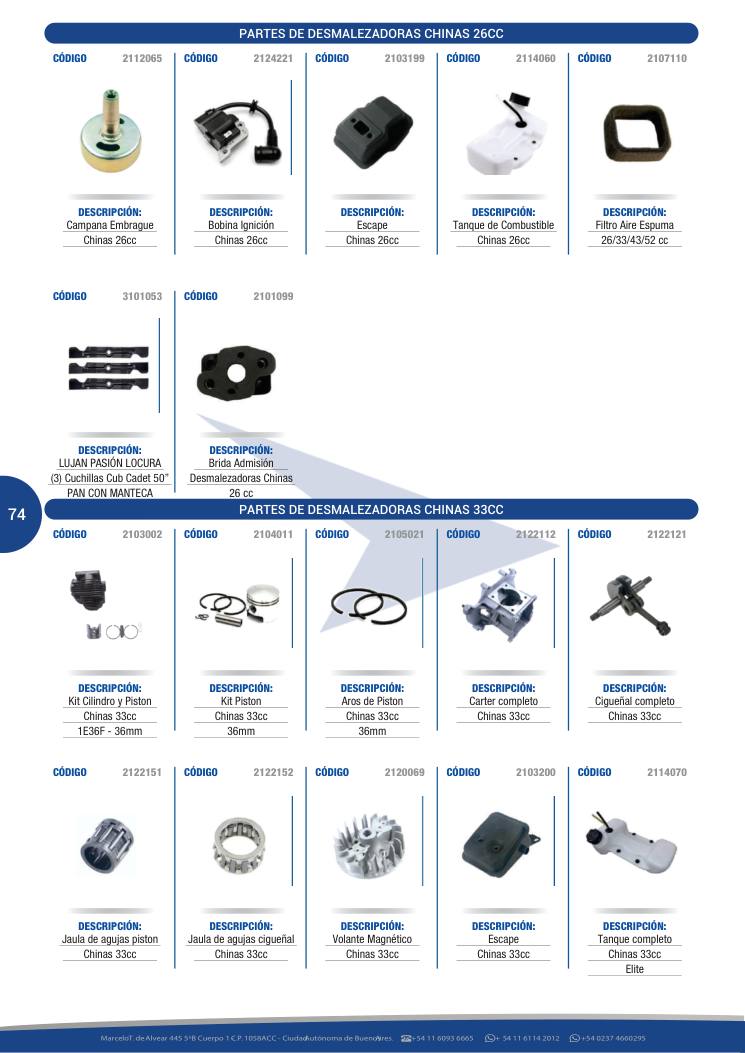 PARTES DE DESMALEZADORAS CHINAS 26CC
CÓDIGO 2112065
DESCRIPCIÓN:
Campana Embrague
Chinas 26cc
CÓDIGO 2124221
DESCRIPCIÓN:
Bobina Ignición
Chinas 26cc
CÓDIGO 2103199
DESCRIPCIÓN:
Escape
Chinas 26cc
CÓDIGO 2114060
DESCRIPCIÓN:
Tanque de Combustible
Chinas 26cc
CÓDIGO 2107110
DESCRIPCIÓN:
Filtro Aire Espuma
26/33/43/52 cc
CÓDIGO 3101053
DESCRIPCIÓN:
LUJAN PASIÓN LOCURA
(3) Cuchillas Cub Cadet 50"
PAN CON MANTECA
CÓDIGO 2101099
DESCRIPCIÓN:
Brida Admisión
Desmalezadoras Chinas
26 cc
74
PARTES DE DESMALEZADORAS CHINAS 33CC
CÓDIGO 2103002
DESCRIPCIÓN:
Kit Cilindro y Piston
Chinas 33cc
1E36F - 36mm
CÓDIGO 2104011
DESCRIPCIÓN:
Kit Piston
Chinas 33cc
36mm
CÓDIGO 2105021
DESCRIPCIÓN:
Aros de Piston
Chinas 33cc
36mm
CÓDIGO 2122112
DESCRIPCIÓN:
Carter completo
Chinas 33cc
CÓDIGO 2122121
DESCRIPCIÓN:
Cigueñal completo
Chinas 33cc
CÓDIGO 2122151
DESCRIPCIÓN:
Jaula de agujas piston
Chinas 33cc
CÓDIGO 2122152
DESCRIPCIÓN:
Jaula de agujas cigueñal
Chinas 33cc
CÓDIGO 2120069
DESCRIPCIÓN:
Volante Magnético
Chinas 33cc
CÓDIGO 2103200
DESCRIPCIÓN:
Escape
Chinas 33cc
CÓDIGO 2114070
DESCRIPCIÓN:
Tanque completo
Chinas 33cc
Elite
MarceloT. de Alvear 445 5ºB Cuerpo 1 C.P. 1058ACC - Ciudad Autónoma de Buenos Aires. +54 11 6093 6665 + 54 11 6114 2012 +54 0237 4660295